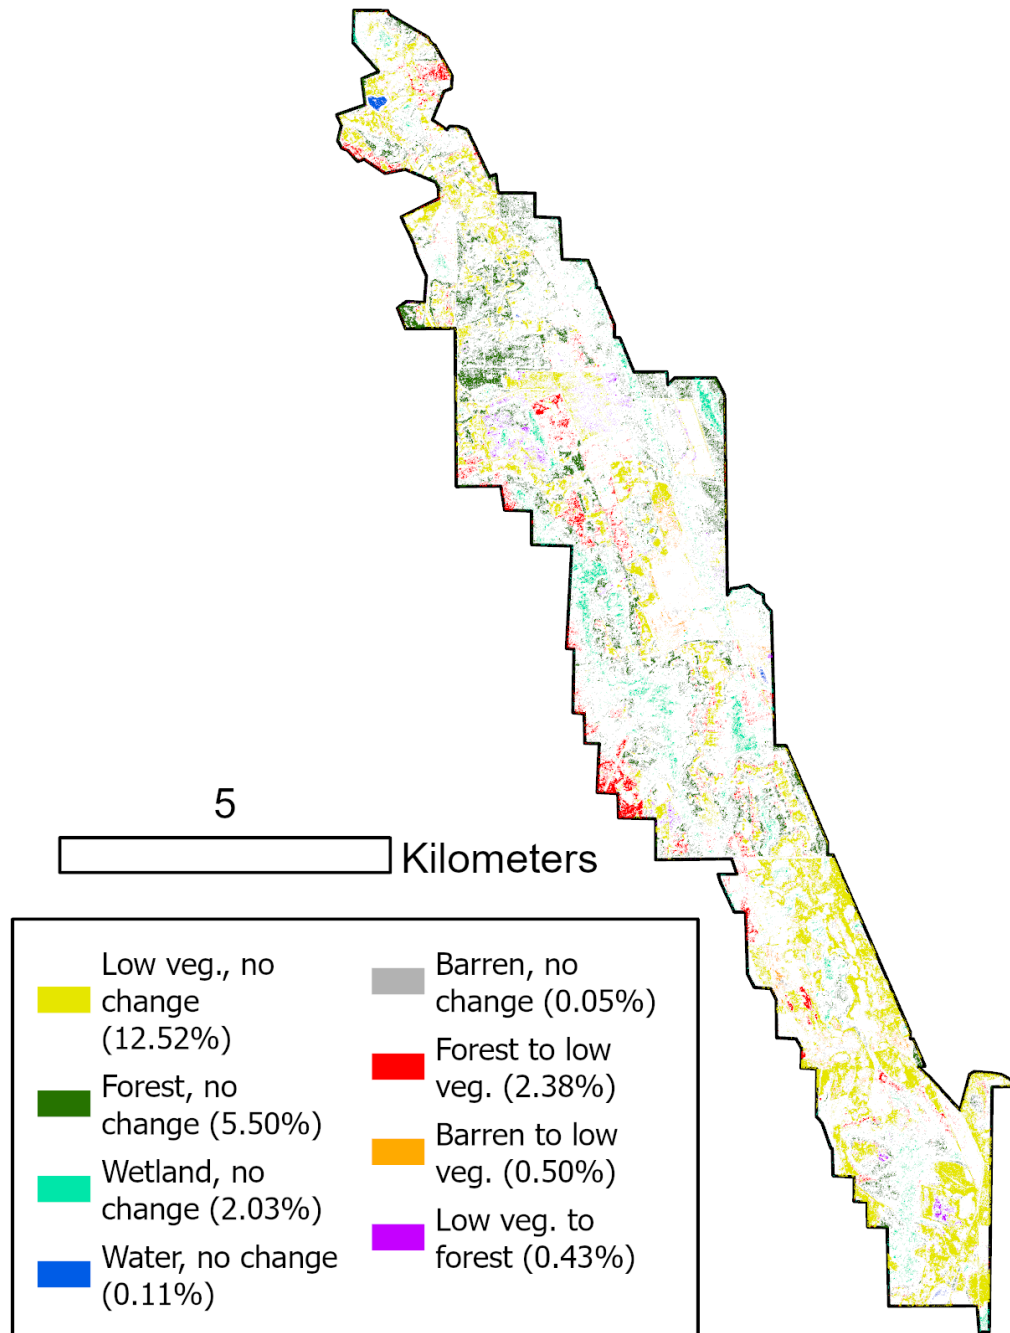 5
Kilometers
Low veg., no
change
(12.52%)
Forest, no
change (5.50%)
Wetland, no
change (2.03%)
Water, no change
(0.11%)
Barren, no
change (0.05%)
Forest to low
veg. (2.38%)
Barren to low
veg. (0.50%)
Low veg. to
forest (0.43%)